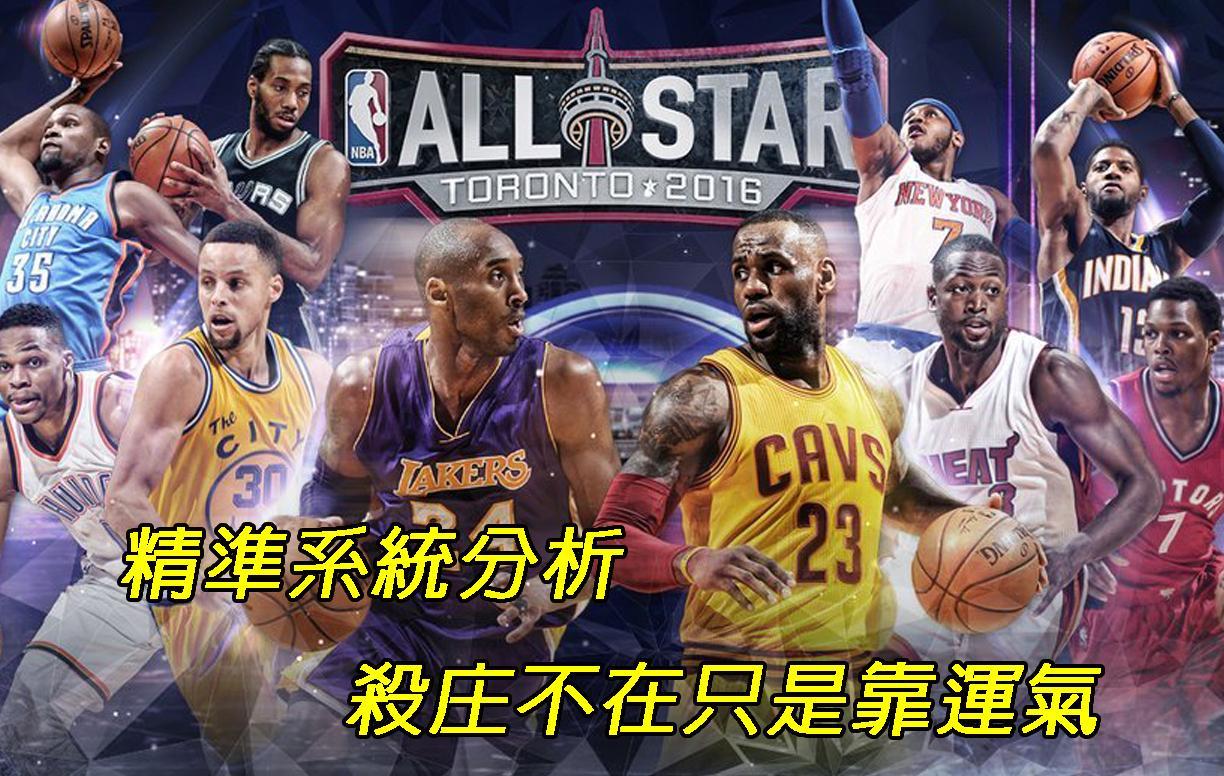 SPALDING
NBA
ALL STAR
TORONTO ★ 2016
SPURS
OKLAHOMA
CITY
35
NEW YORK
7
INDIANA
13
The
CITY
30
LAKERS
24
CAVS
23
HEAT
3
TORONTO
7
精準系統分析
殺庄不在只是靠運氣